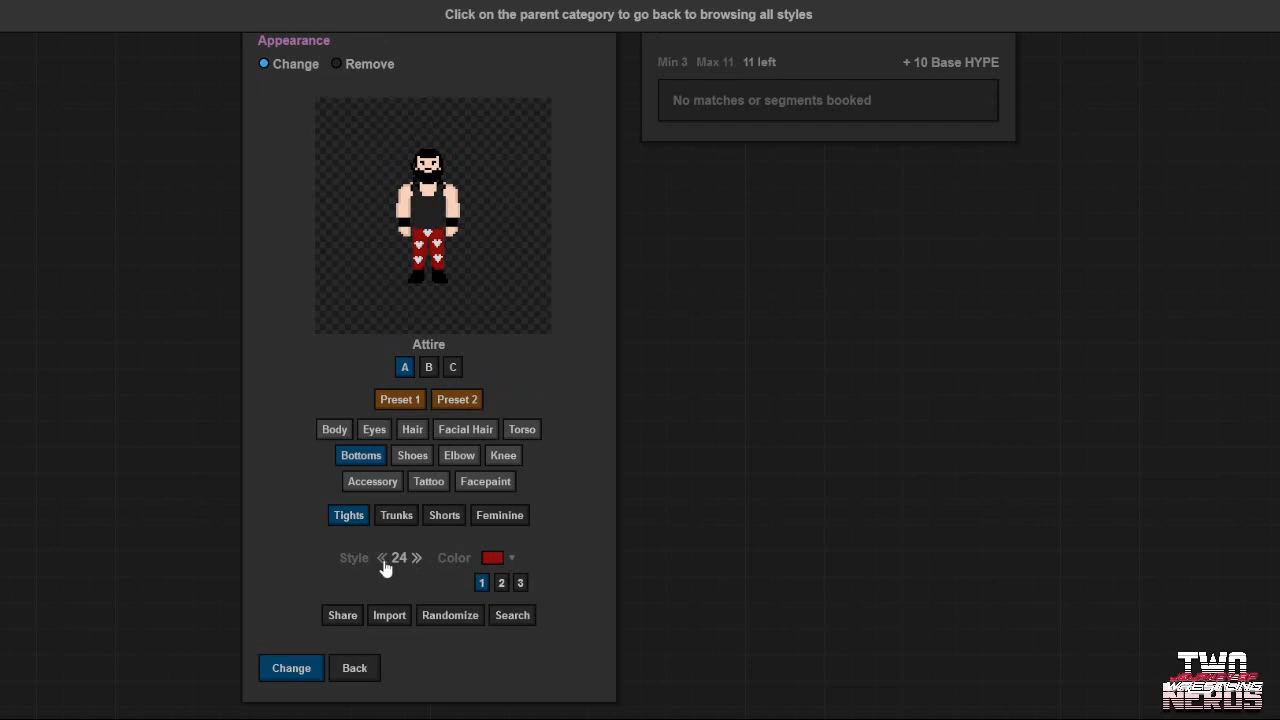 Click on the parent category to go back to browsing all styles
Appearance
Change Remove
Min 3 Max 11 11 left + 10 Base HYPE
No matches or segments booked
Attire
A B C
Preset 1 Preset 2
Body Eyes Hair Facial Hair Torso
Bottoms Shoes Elbow Knee
Accessory Tattoo Facepaint
Tights Trunks Shorts Feminine
Style « 24 » Color
1 2 3
Share Import Randomize Search
Change Back
TWO
WRESTLING
NERDS